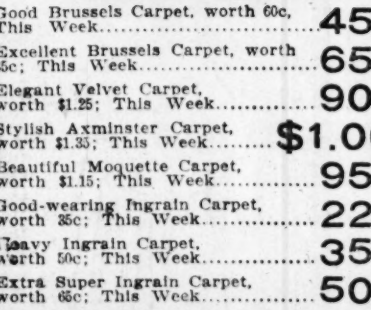 Good Brussels Carpet, worth 60c,
This Week.................... 45
Excellent Brussels Carpet, worth
85c; This Week................ 65
Elegant Velvet Carpet,
worth $1.25; This Week............. 90
Stylish Axminster Carpet,
worth $1.35; This Week......... $1.00
Beautiful Moquette Carpet,
worth $1.15; This Week............. 95
Good-wearing Ingrain Carpet,
worth 35c; This Week.............. 22
Heavy Ingrain Carpet,
worth 50c; This Week.............. 35
Extra Super Ingrain Carpet,
worth 65c; This Week.............. 50